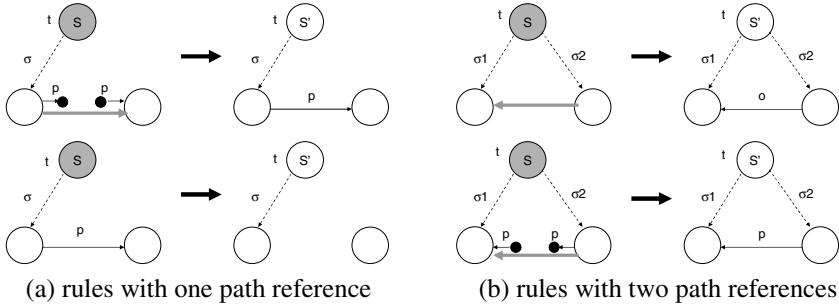 t S t S' t S t S'
σ σ σ1 σ2 σ1 σ2
p p p o
t S t S' t S t S'
σ σ σ1 σ2 σ1 σ2
p p p p
(a) rules with one path reference (b) rules with two path references